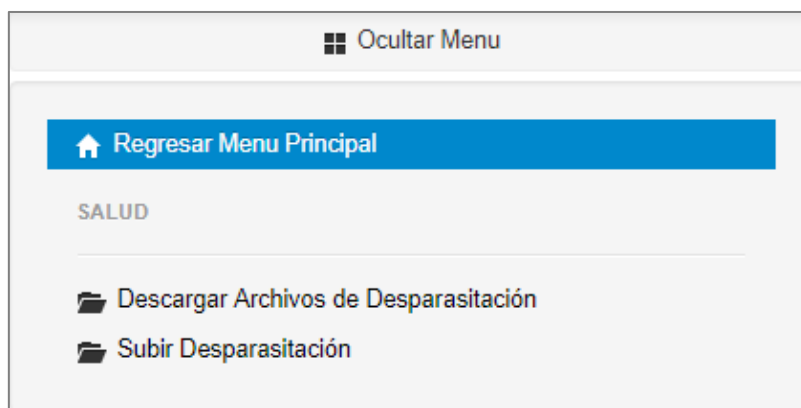 Ocultar Menu
Regresar Menu Principal
SALUD
Descargar Archivos de Desparasitación
Subir Desparasitación